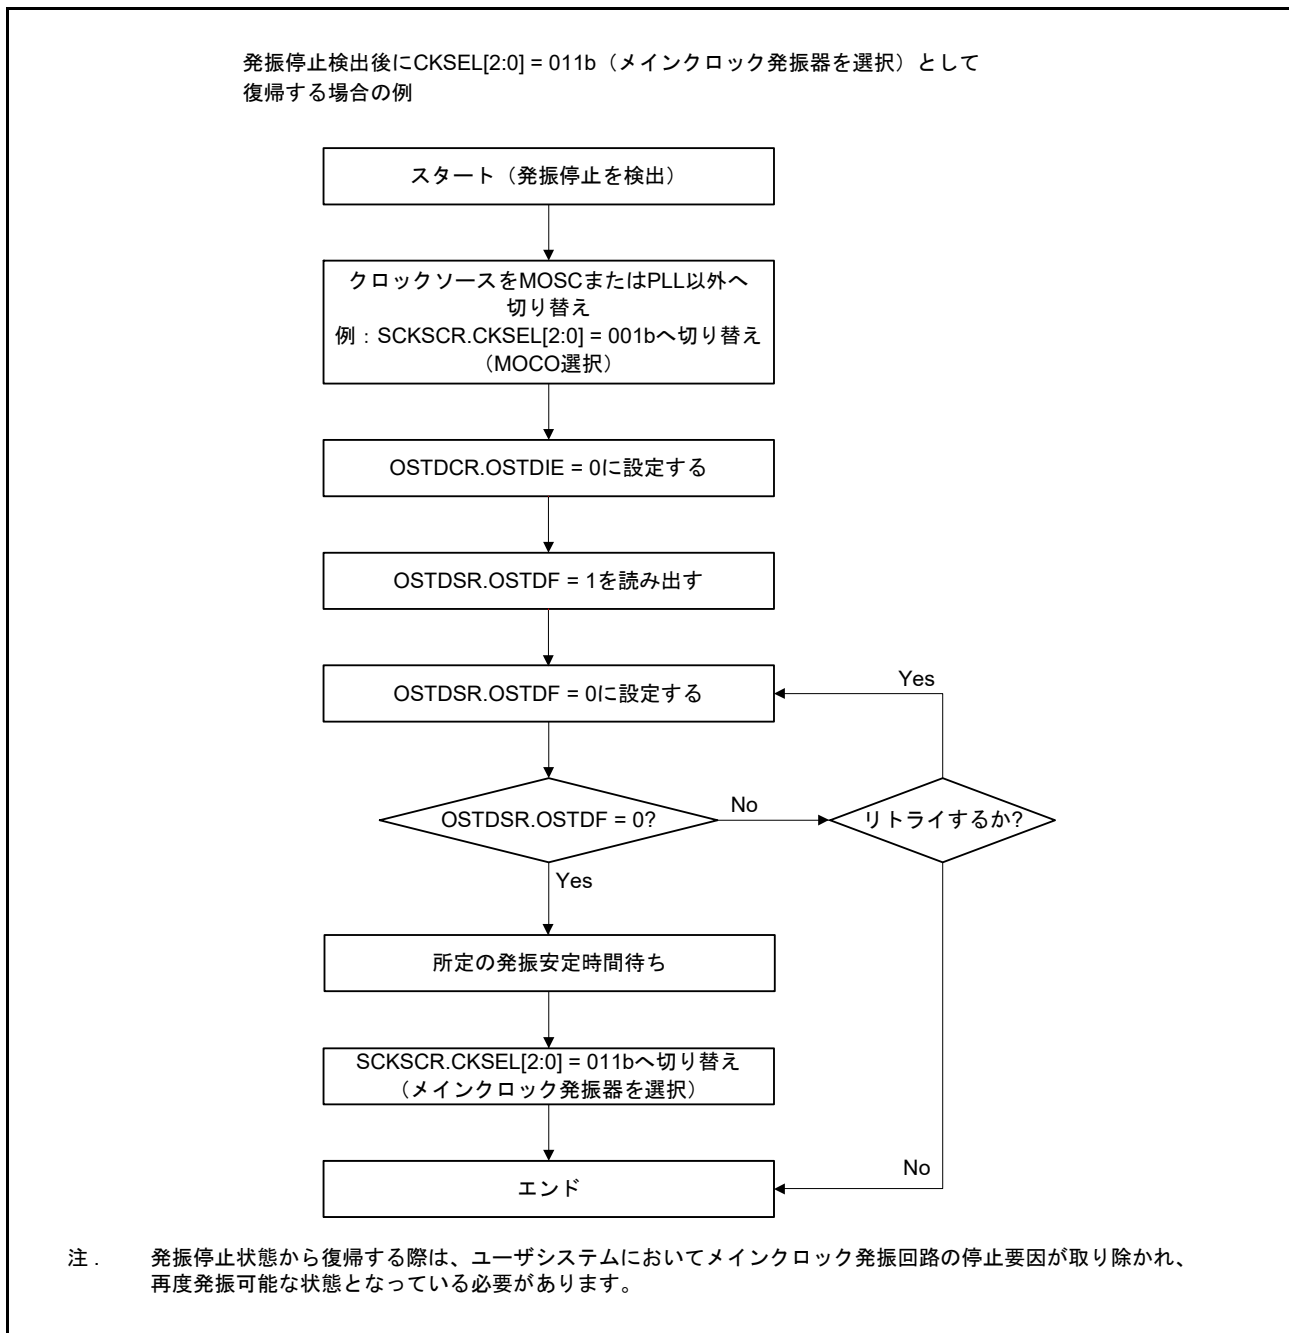 発振停止検出後にCKSEL[2:0] = 011b（メインクロック発振器を選択）として
復帰する場合の例
スタート（発振停止を検出）
クロックソースをMOSCまたはPLL以外へ
切り替え
例：SCKSCR.CKSEL[2:0] = 001bへ切り替え
（MOCO選択）
OSTDCR.OSTDIE = 0に設定する
OSTDSR.OSTDF = 1を読み出す
OSTDSR.OSTDF = 0に設定する
Yes
OSTDSR.OSTDF = 0?
No
リトライするか?
Yes
所定の発振安定時間待ち
SCKSCR.CKSEL[2:0] = 011bへ切り替え
（メインクロック発振器を選択）
No
エンド
注 . 発振停止状態から復帰する際は、ユーザシステムにおいてメインクロック発振回路の停止要因が取り除かれ、
再度発振可能な状態となっている必要があります。